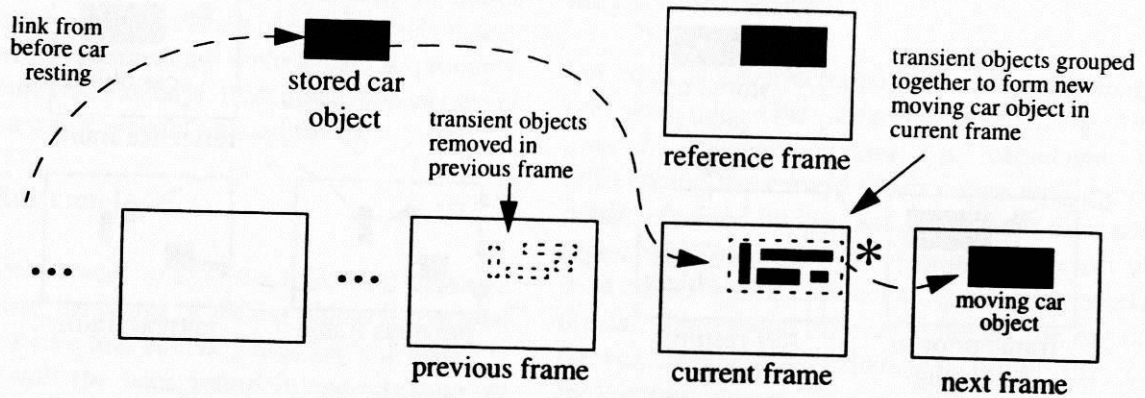 link from
before car
resting
stored car
object
transient objects
removed in
previous frame
reference frame
transient objects grouped
together to form new
moving car object in
current frame
...
...
*
moving car
object
previous frame
current frame
next frame